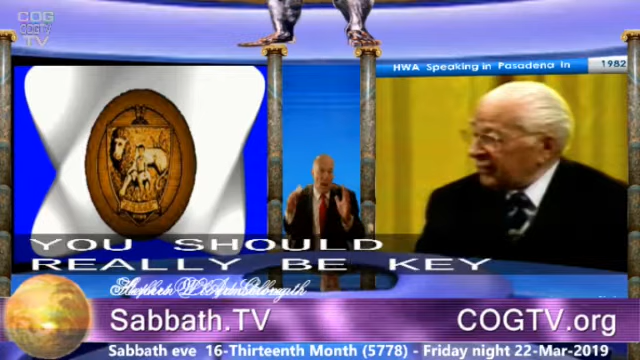 COG
COGTV
TV
HWA Speaking in Pasadena In 1982
YOU SHOULD
REALLY BE KEY
Sabbath.TV
COGTV.org
Sabbath eve 16-Thirteenth Month (5778) - Friday night 22-Mar-2019